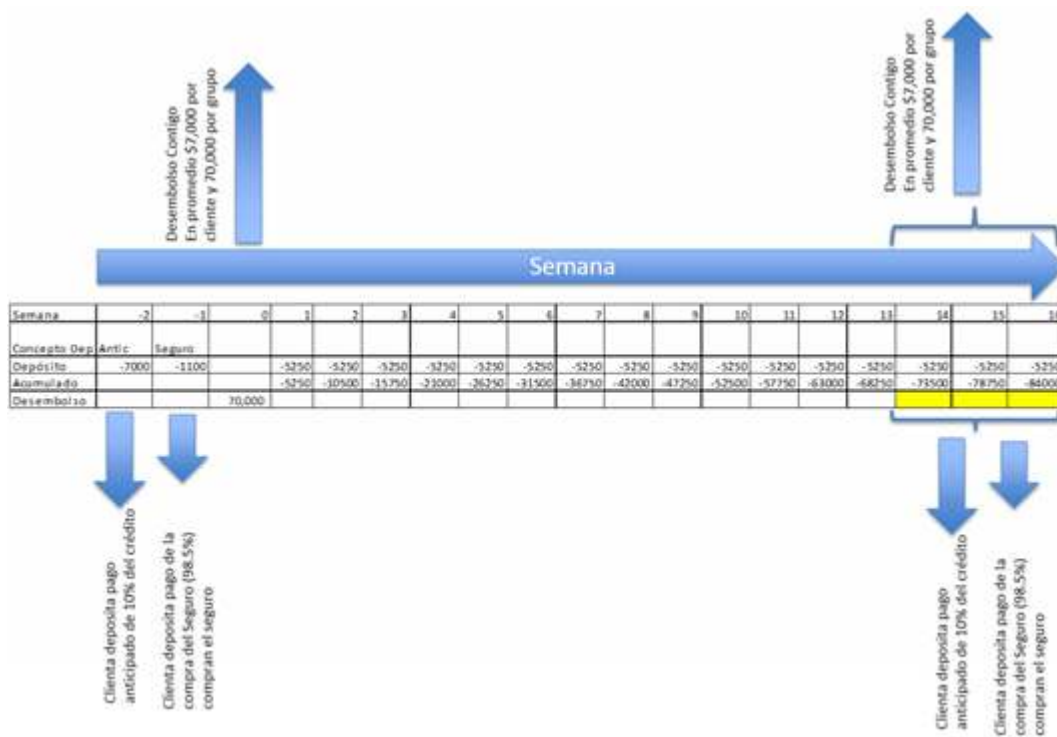 Desembolso Contigo
En promedio $7,000 por
cliente y 70,000 por grupo
Desembolso Contigo
En promedio $7,000 por
cliente y 70,000 por grupo
Semana
Semana -2 -1 0 1 2 3 4 5 6 7 8 9 10 11 12 13 14 15 16
Concepto Dep Antic Seguro
Depósito -7000 -1100 -5250 -5250 -5250 -5250 -5250 -5250 -5250 -5250 -5250 -5250 -5250 -5250 -5250 -5250 -5250 -5250
Acumulado -5250 -10500 -15750 -21000 -26250 -31500 -36750 -42000 -47250 -52500 -57750 -63000 -68250 -73500 -78750 -84000
Desembolso 70,000
Clienta deposita pago
anticipado de 10% del crédito
Clienta deposita pago de la
compra del Seguro (98.5%)
compran el seguro
Clienta deposita pago
anticipado de 10% del crédito
Clienta deposita pago de la
compra del Seguro (98.5%)
compran el seguro